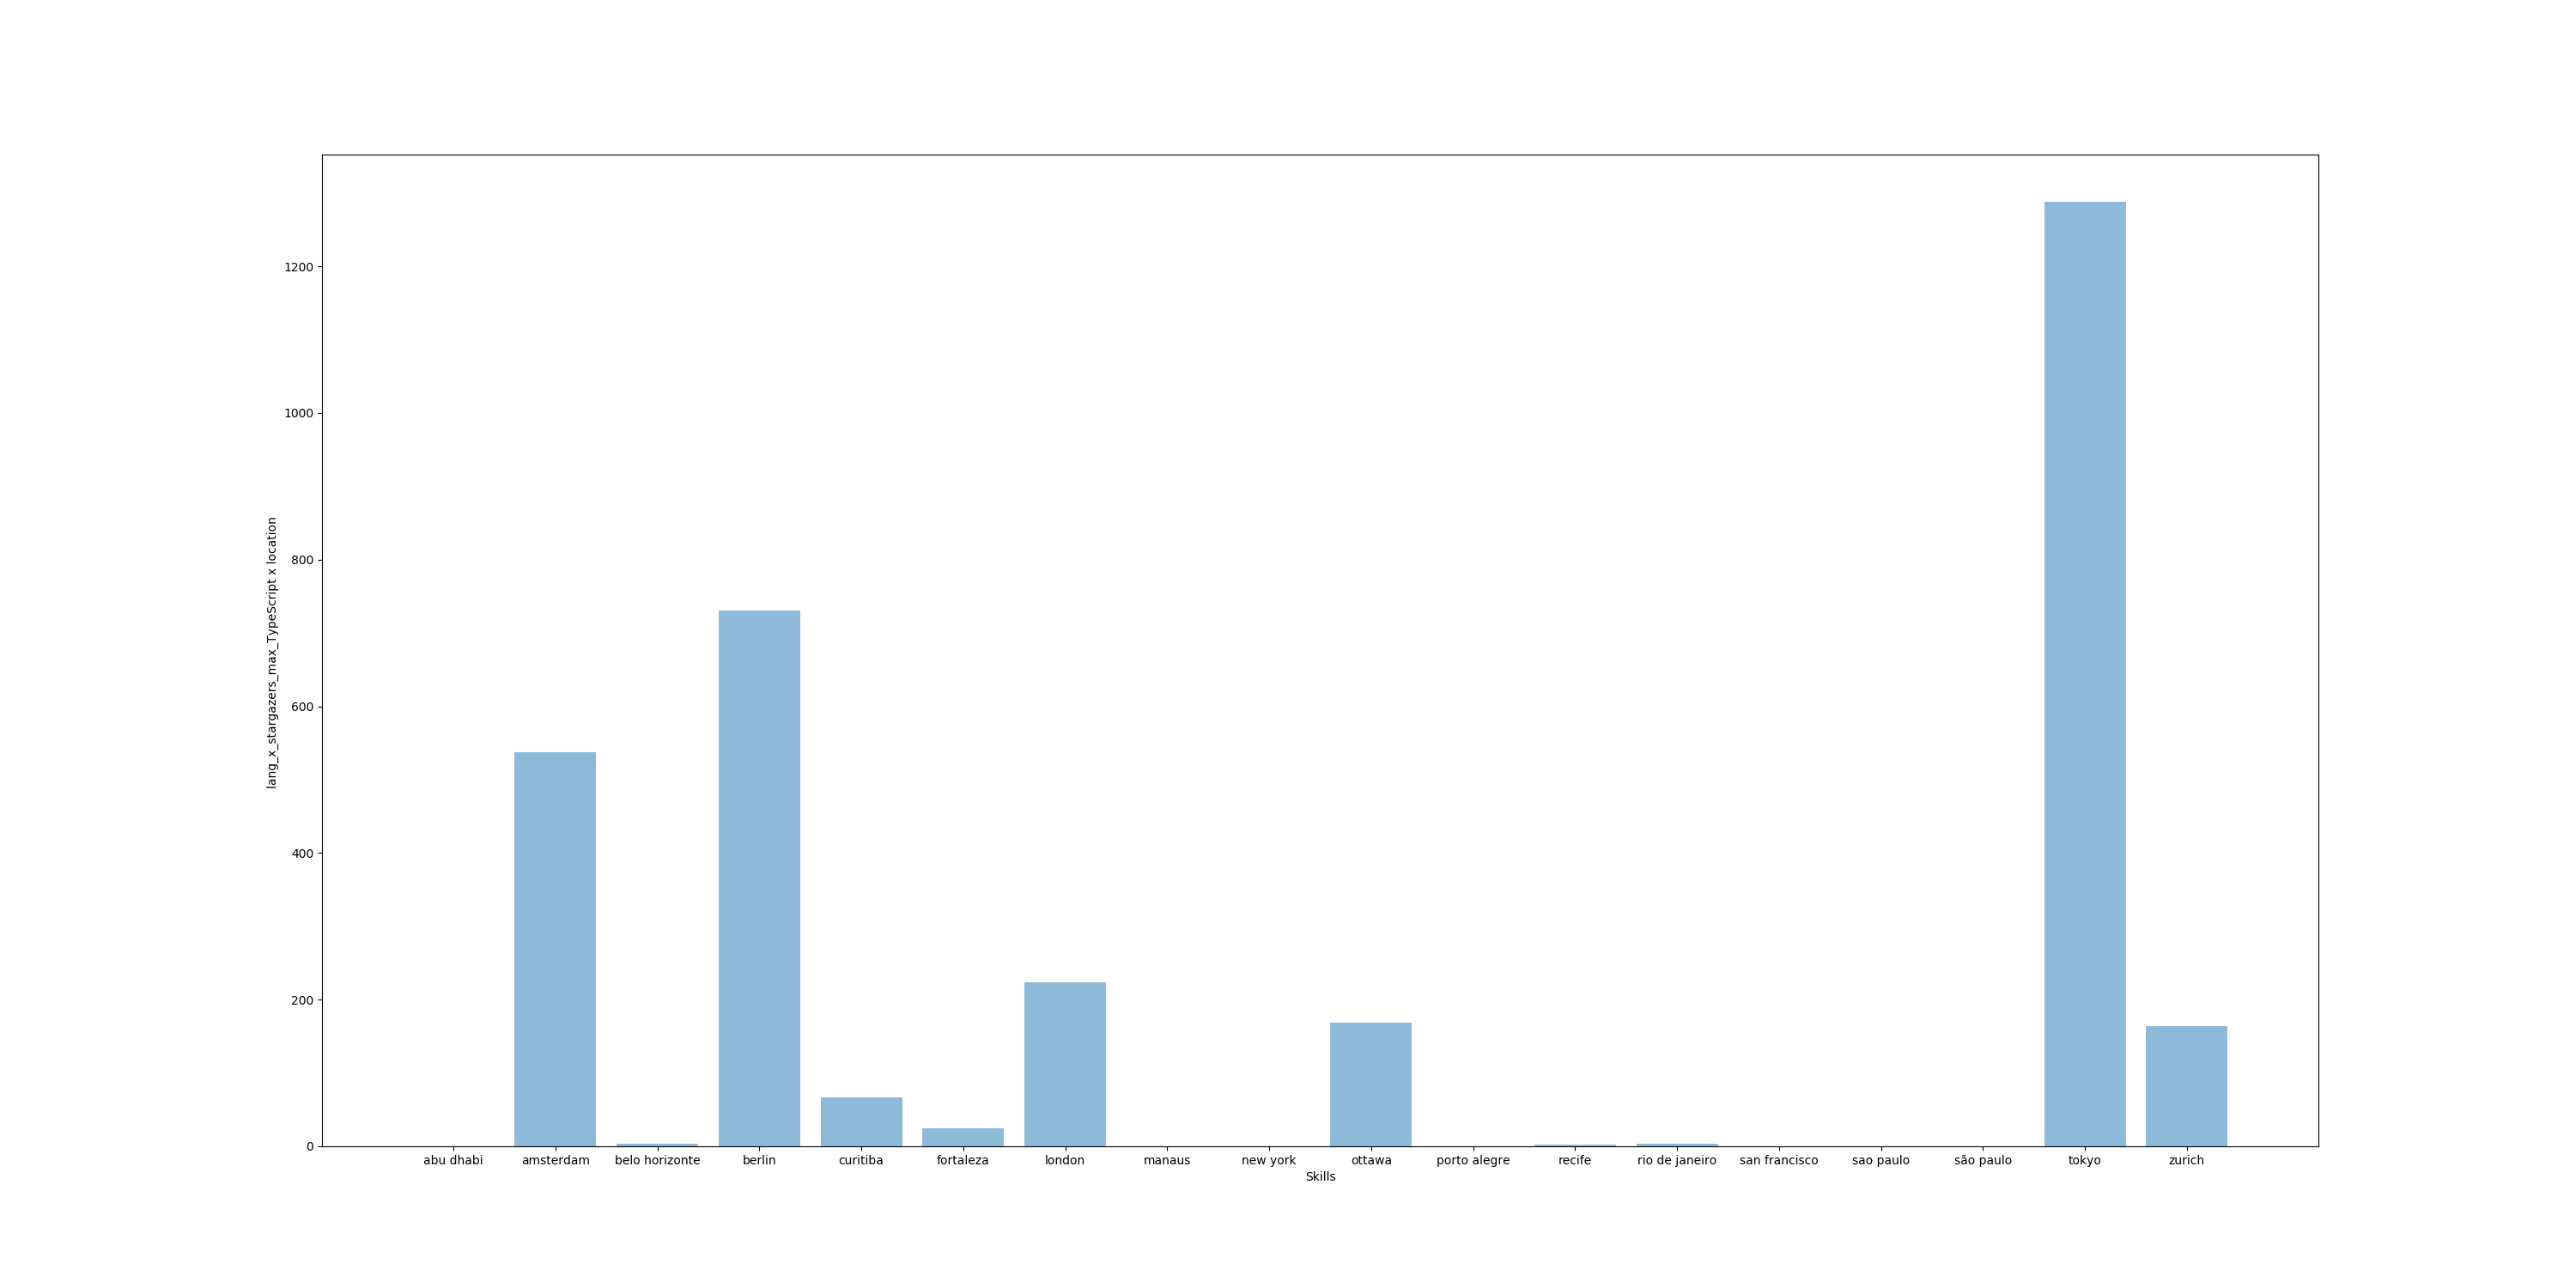 lang_x_stargazers_max_TypeScript x location
1200
1000
800
600
400
200
0
abu dhabi amsterdam belo horizonte berlin curitiba fortaleza london manaus new york ottawa porto alegre recife rio de janeiro san francisco sao paulo são paulo tokyo zurich
Skills